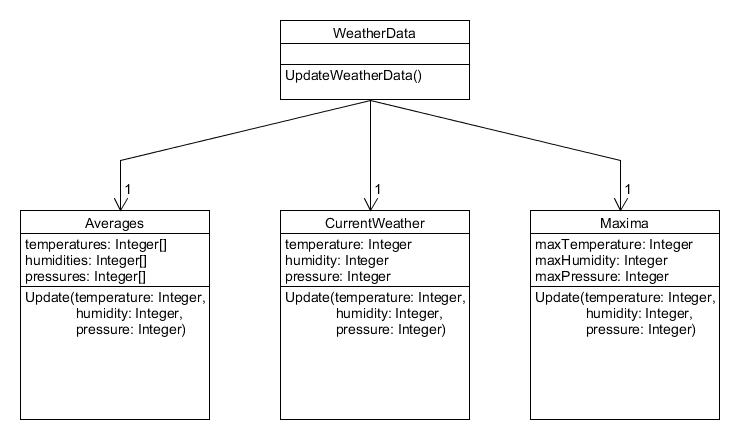 WeatherData
UpdateWeatherData()
1
1
1
Averages
temperatures: Integer[]
humidities: Integer[]
pressures: Integer[]
Update(temperature: Integer,
humidity: Integer,
pressure: Integer)
CurrentWeather
temperature: Integer
humidity: Integer
pressure: Integer
Update(temperature: Integer,
humidity: Integer,
pressure: Integer)
Maxima
maxTemperature: Integer
maxHumidity: Integer
maxPressure: Integer
Update(temperature: Integer,
humidity: Integer,
pressure: Integer)